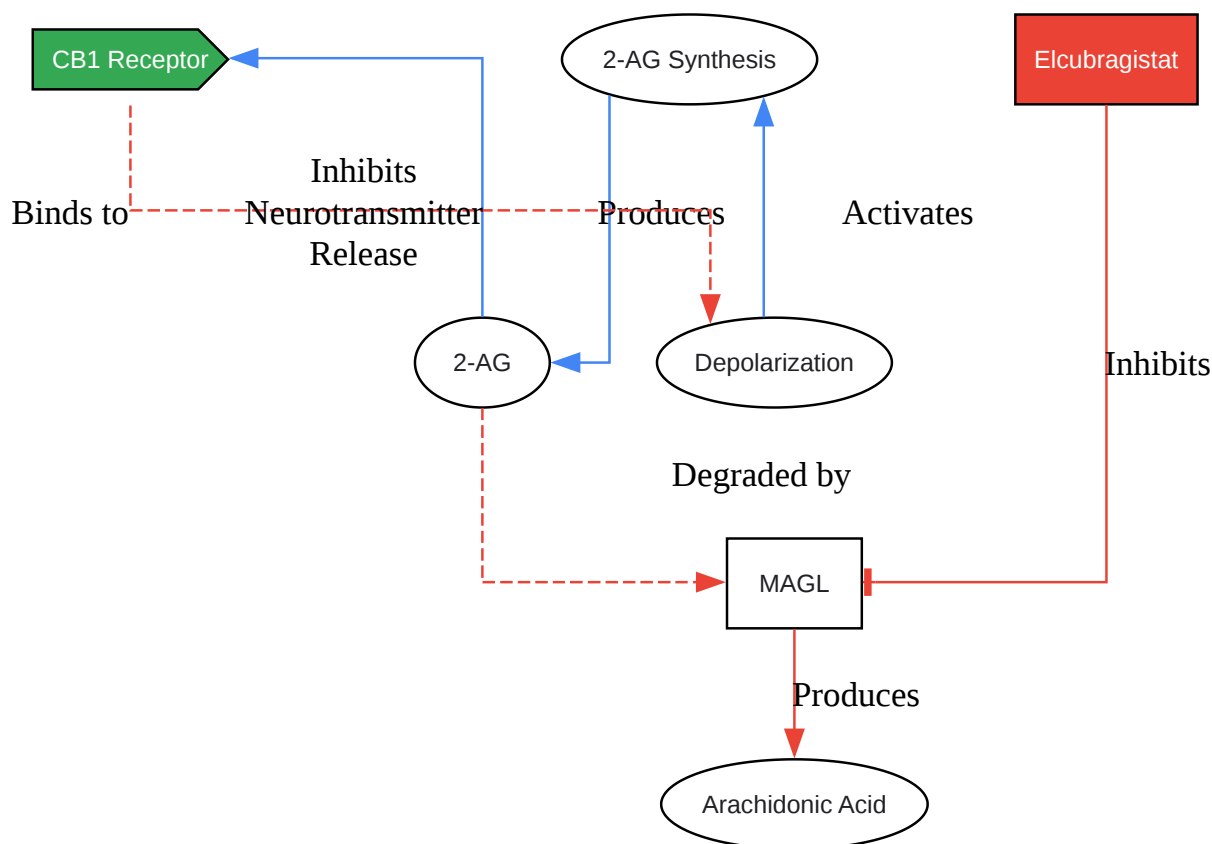 CB1 Receptor
2-AG Synthesis
Elcubragistat
Inhibits
Binds to
Neurotransmitter
Produces
Activates
Release
2-AG
Depolarization
Inhibits
Degraded by
MAGL
Produces
Arachidonic Acid